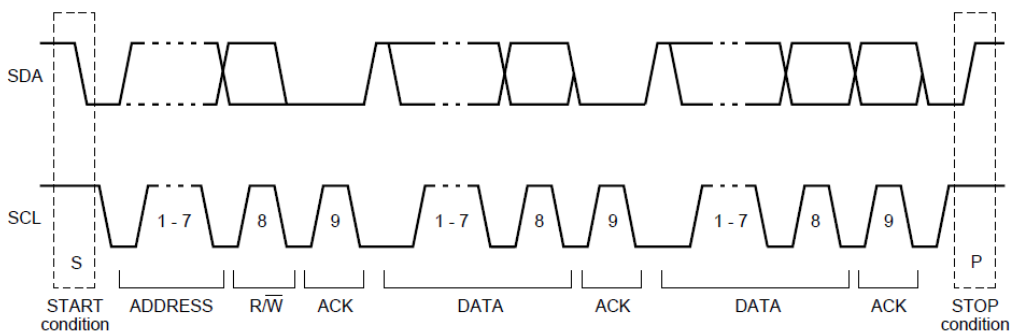 SDA
SCL
1 - 7
8
9
1 - 7
8
9
1 - 7
8
9
S
P
START
condition
ADDRESS
R/W̅
ACK
DATA
ACK
DATA
ACK
STOP
condition